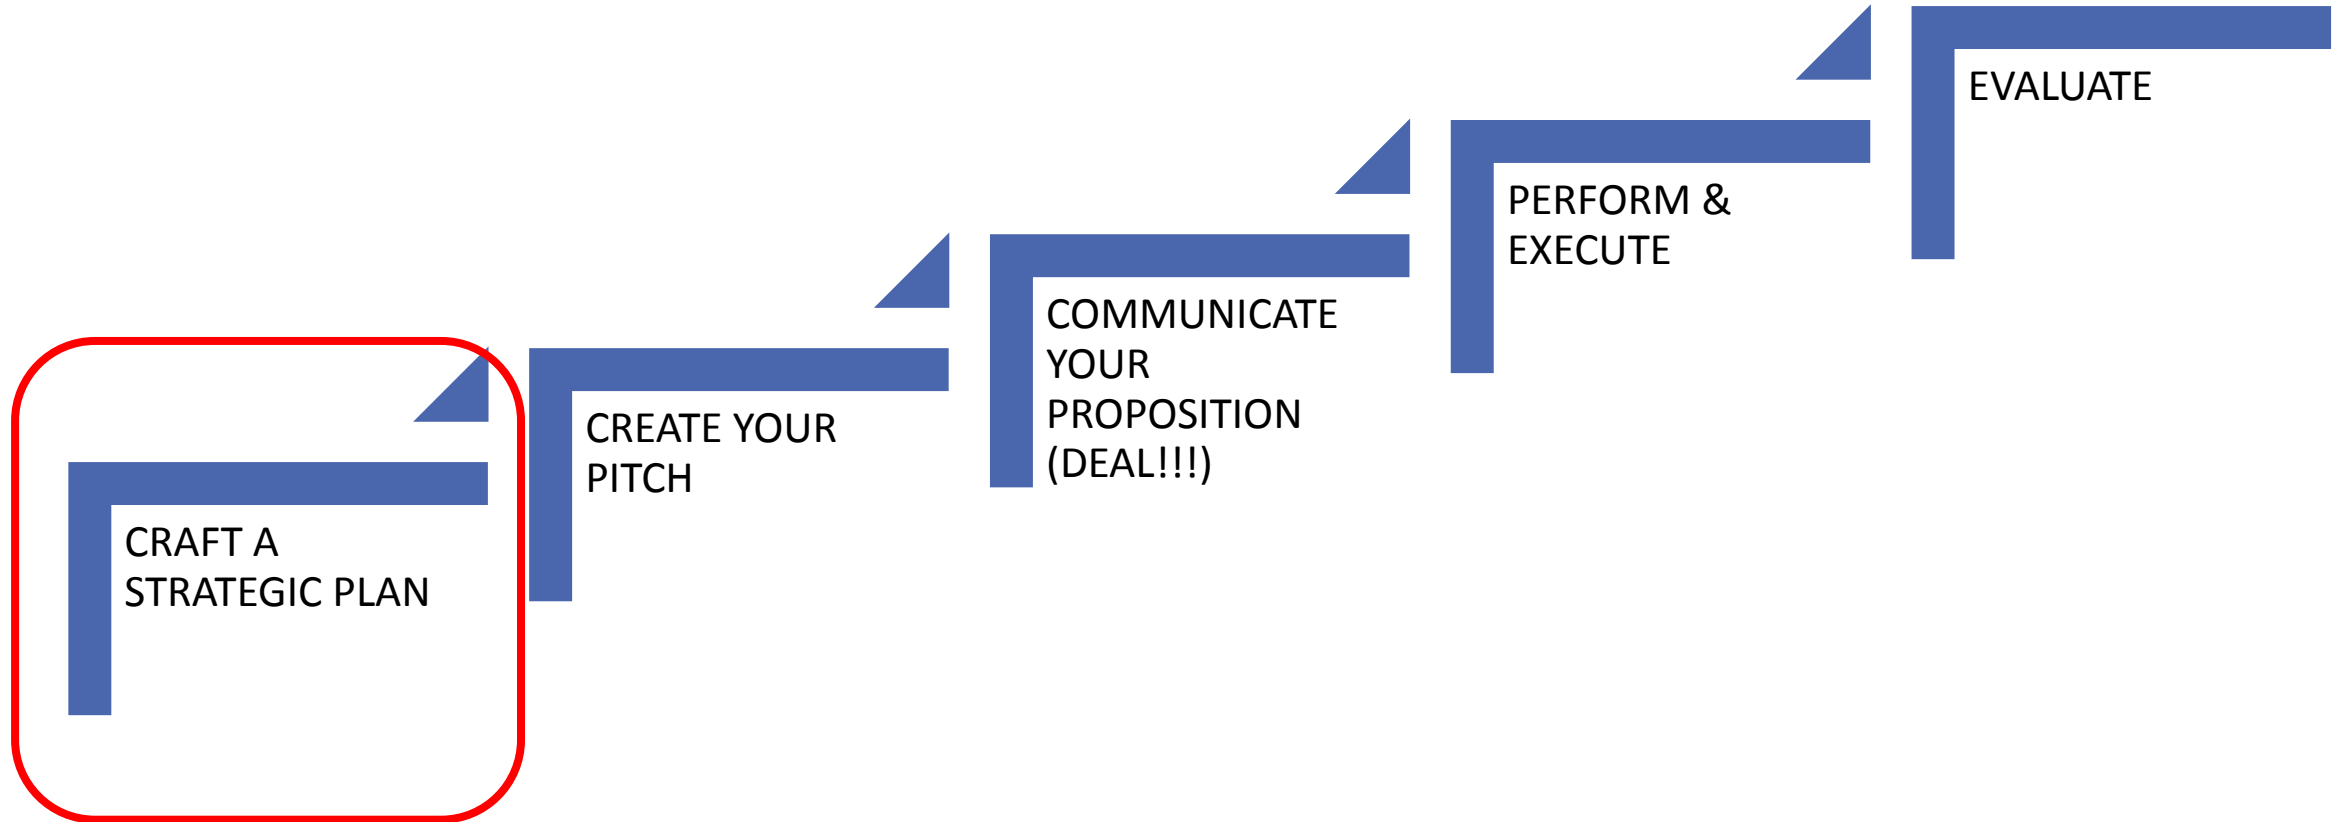 CRAFT A
STRATEGIC PLAN
CREATE YOUR
PITCH
COMMUNICATE
YOUR
PROPOSITION
(DEAL!!!)
PERFORM &
EXECUTE
EVALUATE